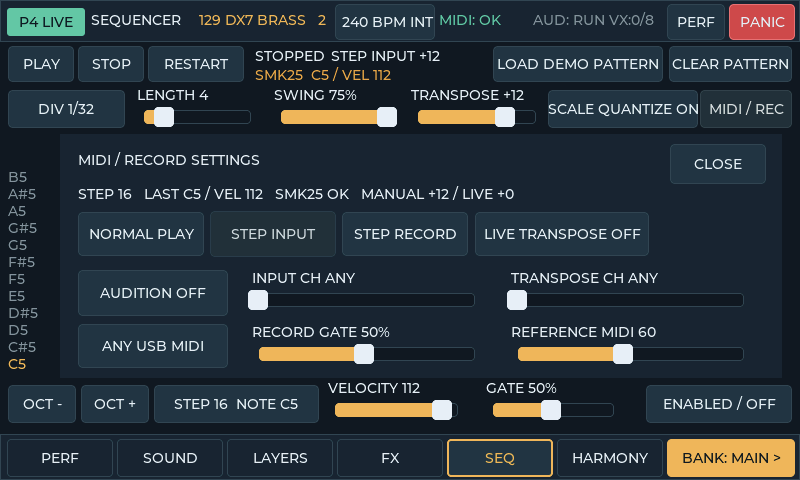 P4 LIVE SEQUENCER 129 DX7 BRASS 2 240 BPM INT MIDI: OK AUD: RUN VX:0/8 PERF PANIC
PLAY STOP RESTART STOPPED STEP INPUT +12 LOAD DEMO PATTERN CLEAR PATTERN
SMK25 C5 / VEL 112
DIV 1/32 LENGTH 4 SWING 75% TRANSPOSE +12 SCALE QUANTIZE ON MIDI / REC
MIDI / RECORD SETTINGS CLOSE
STEP 16 LAST C5 / VEL 112 SMK25 OK MANUAL +12 / LIVE +0
NORMAL PLAY STEP INPUT STEP RECORD LIVE TRANSPOSE OFF
AUDITION OFF INPUT CH ANY TRANSPOSE CH ANY
ANY USB MIDI RECORD GATE 50% REFERENCE MIDI 60
B5
A#5
A5
G#5
G5
F#5
F5
E5
D#5
D5
C#5
C5
OCT - OCT + STEP 16 NOTE C5 VELOCITY 112 GATE 50% ENABLED / OFF
PERF SOUND LAYERS FX SEQ HARMONY BANK: MAIN >